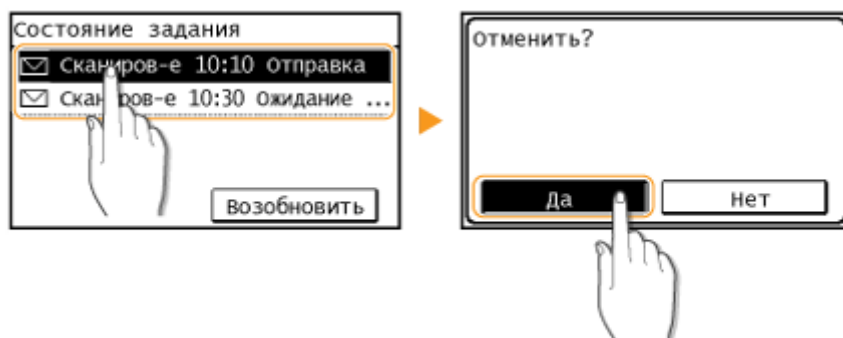 Состояние задания
Сканиров-е 10:10 Отправка
Сканиров-е 10:30 Ожидание ...
Возобновить
Отменить?
Да
Нет